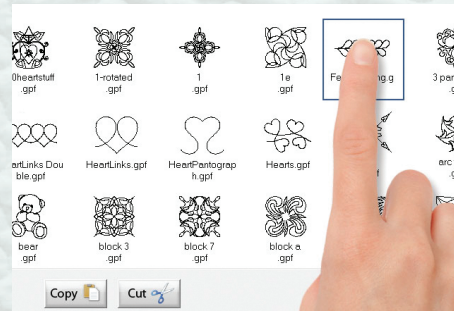 0heartstuff
.gpf
1-rotated
.gpf
1
.gpf
1e
.gpf
3 par
artLinks Dou
ble.gpf
HeartLinks.gpf
HeartPantograp
h.gpf
Hearts.gpf
arc
bear
.gpf
block 3
.gpf
block 7
.gpf
block a
.gpf
Copy
Cut